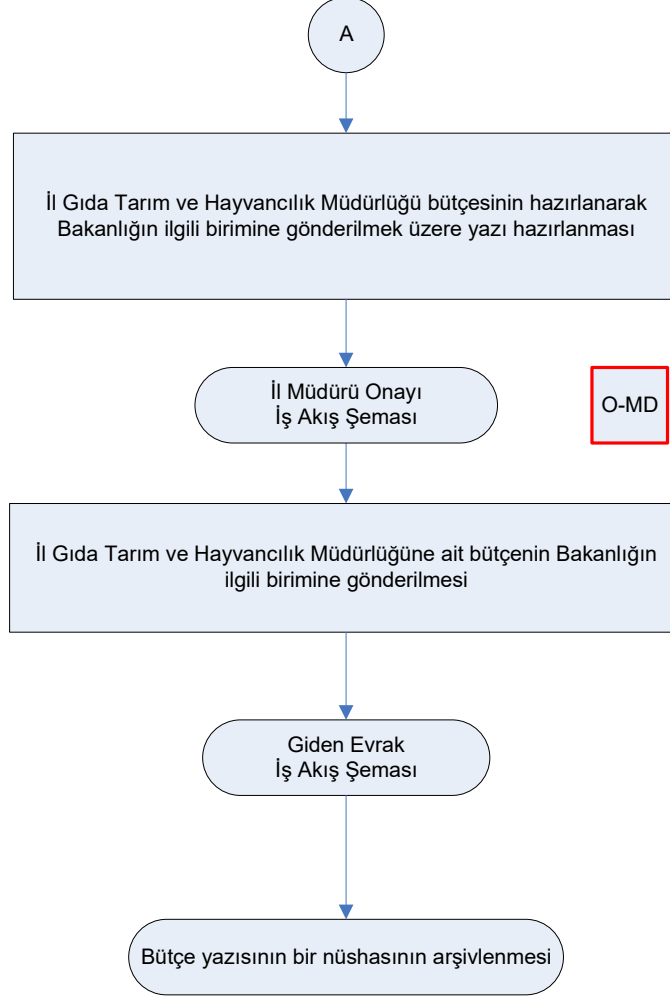 A
İl Gıda Tarım ve Hayvancılık Müdürlüğü bütçesinin hazırlanarak
Bakanlığın ilgili birimine gönderilmek üzere yazı hazırlanması
İl Müdürü Onayı
İş Akış Şeması
O-MD
İl Gıda Tarım ve Hayvancılık Müdürlüğüne ait bütçenin Bakanlığın
ilgili birimine gönderilmesi
Giden Evrak
İş Akış Şeması
Bütçe yazısının bir nüshasının arşivlenmesi